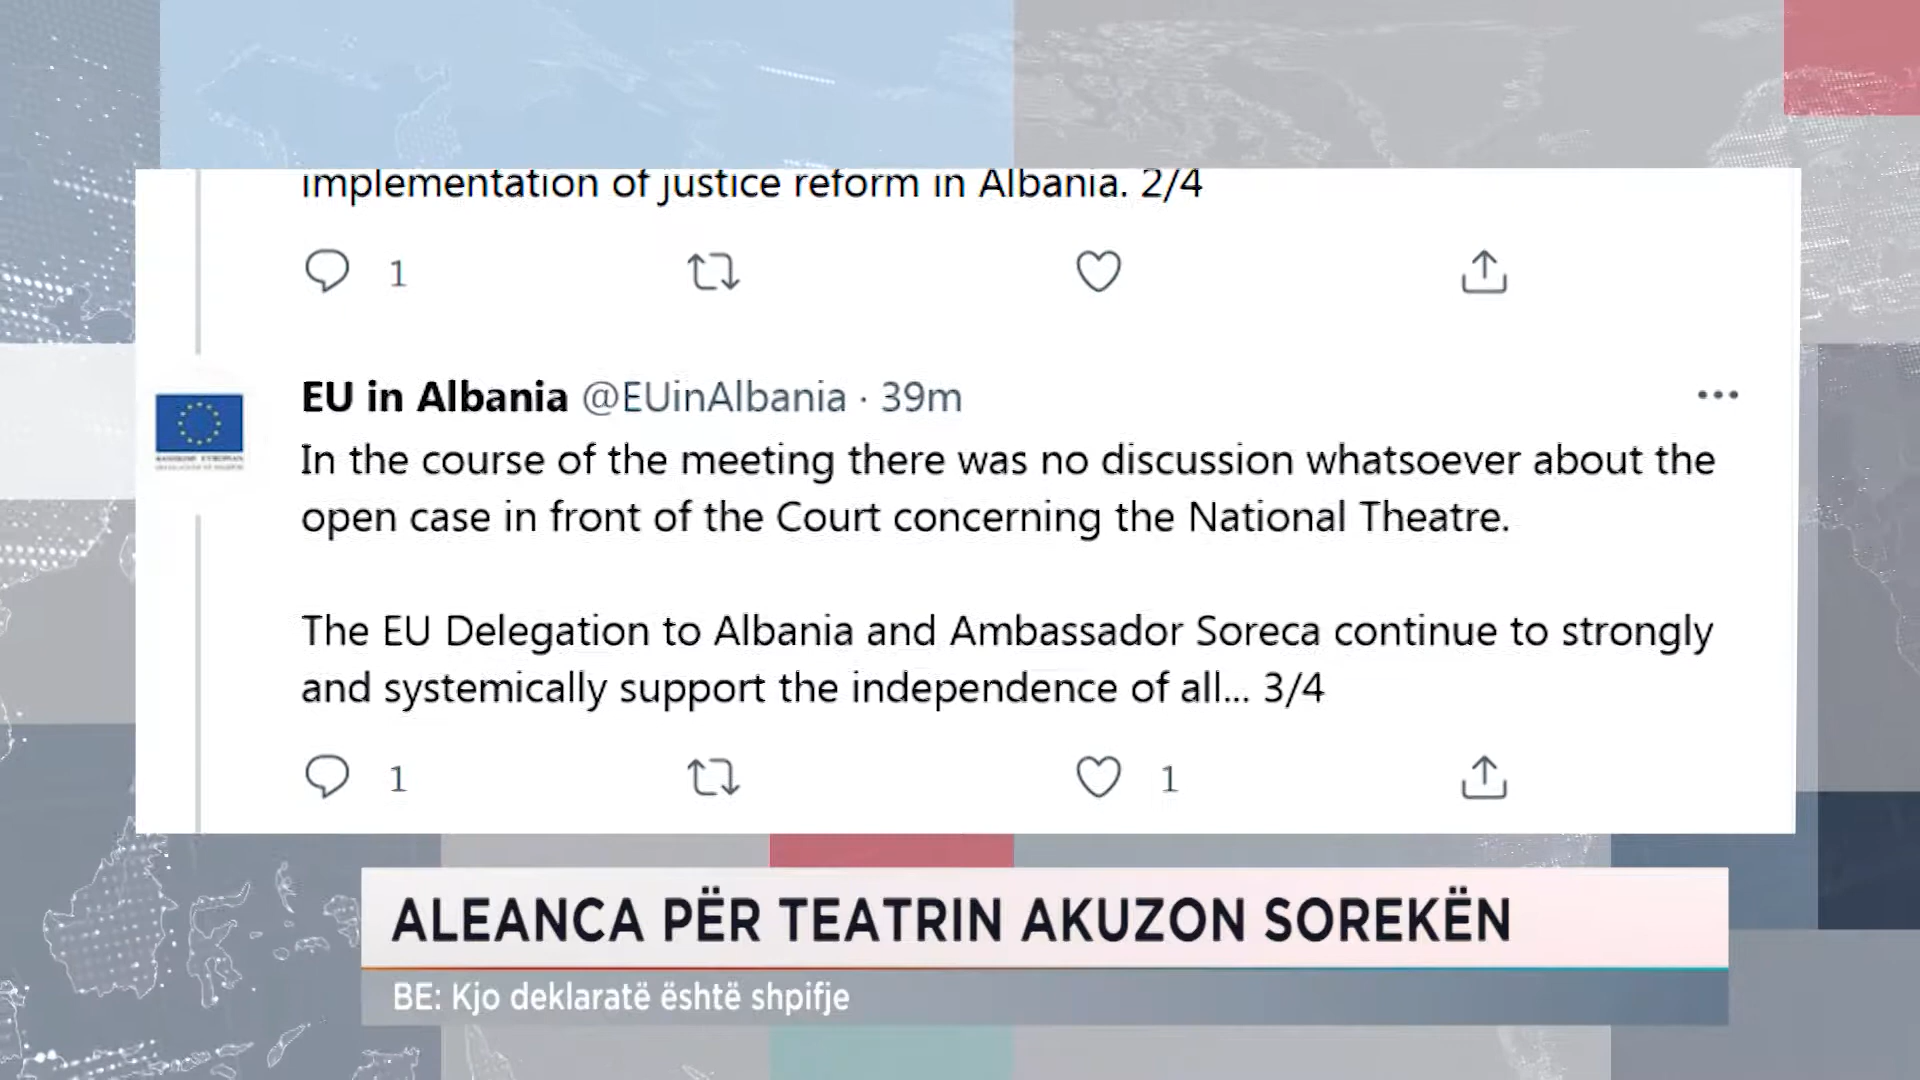 implementation of justice reform in Albania. 2/4
1
EU in Albania @EUinAlbania · 39m
In the course of the meeting there was no discussion whatsoever about the
open case in front of the Court concerning the National Theatre.
The EU Delegation to Albania and Ambassador Soreca continue to strongly
and systemically support the independence of all... 3/4
1 1
ALEANCA PËR TEATRIN AKUZON SOREKËN
BE: Kjo deklaratë është shpifje